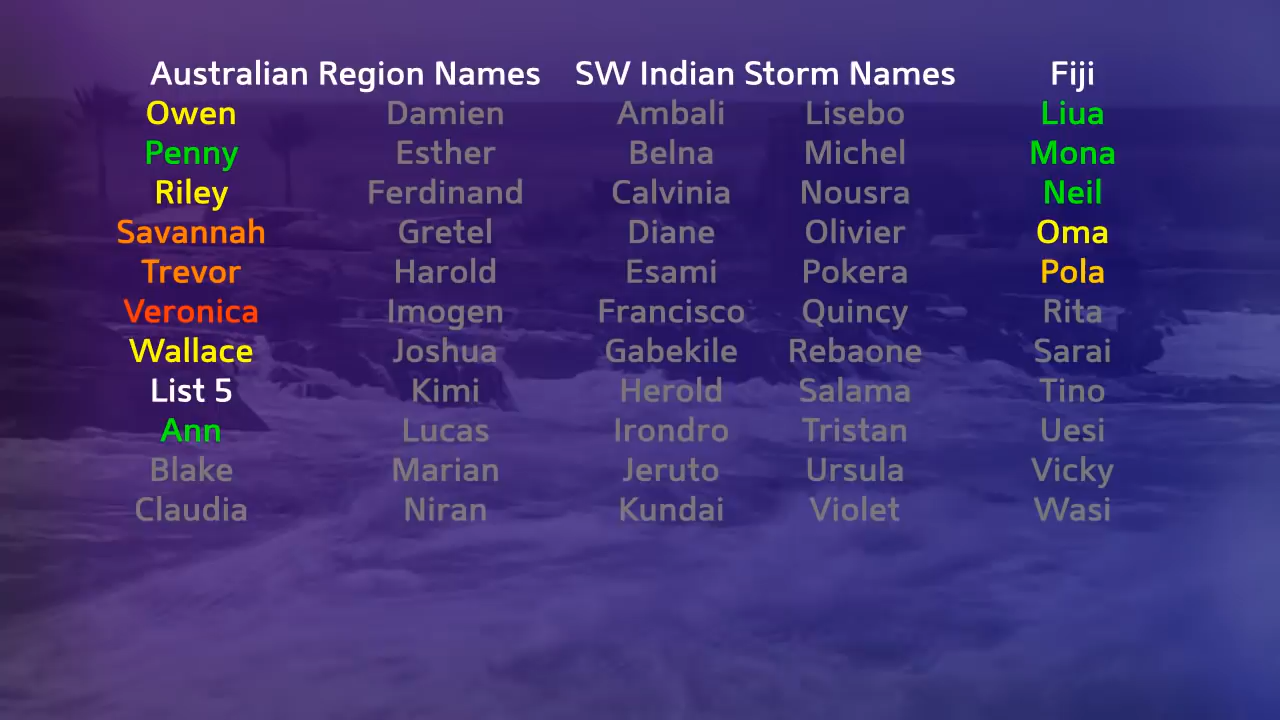 Australian Region Names SW Indian Storm Names Fiji
Owen Damien Ambali Lisebo Liua
Penny Esther Belna Michel Mona
Riley Ferdinand Calvinia Nousra Neil
Savannah Gretel Diane Olivier Oma
Trevor Harold Esami Pokera Pola
Veronica Imogen Francisco Quincy Rita
Wallace Joshua Gabekile Rebaone Sarai
List 5 Kimi Herold Salama Tino
Ann Lucas Irondro Tristan Uesi
Blake Marian Jeruto Ursula Vicky
Claudia Niran Kundai Violet Wasi